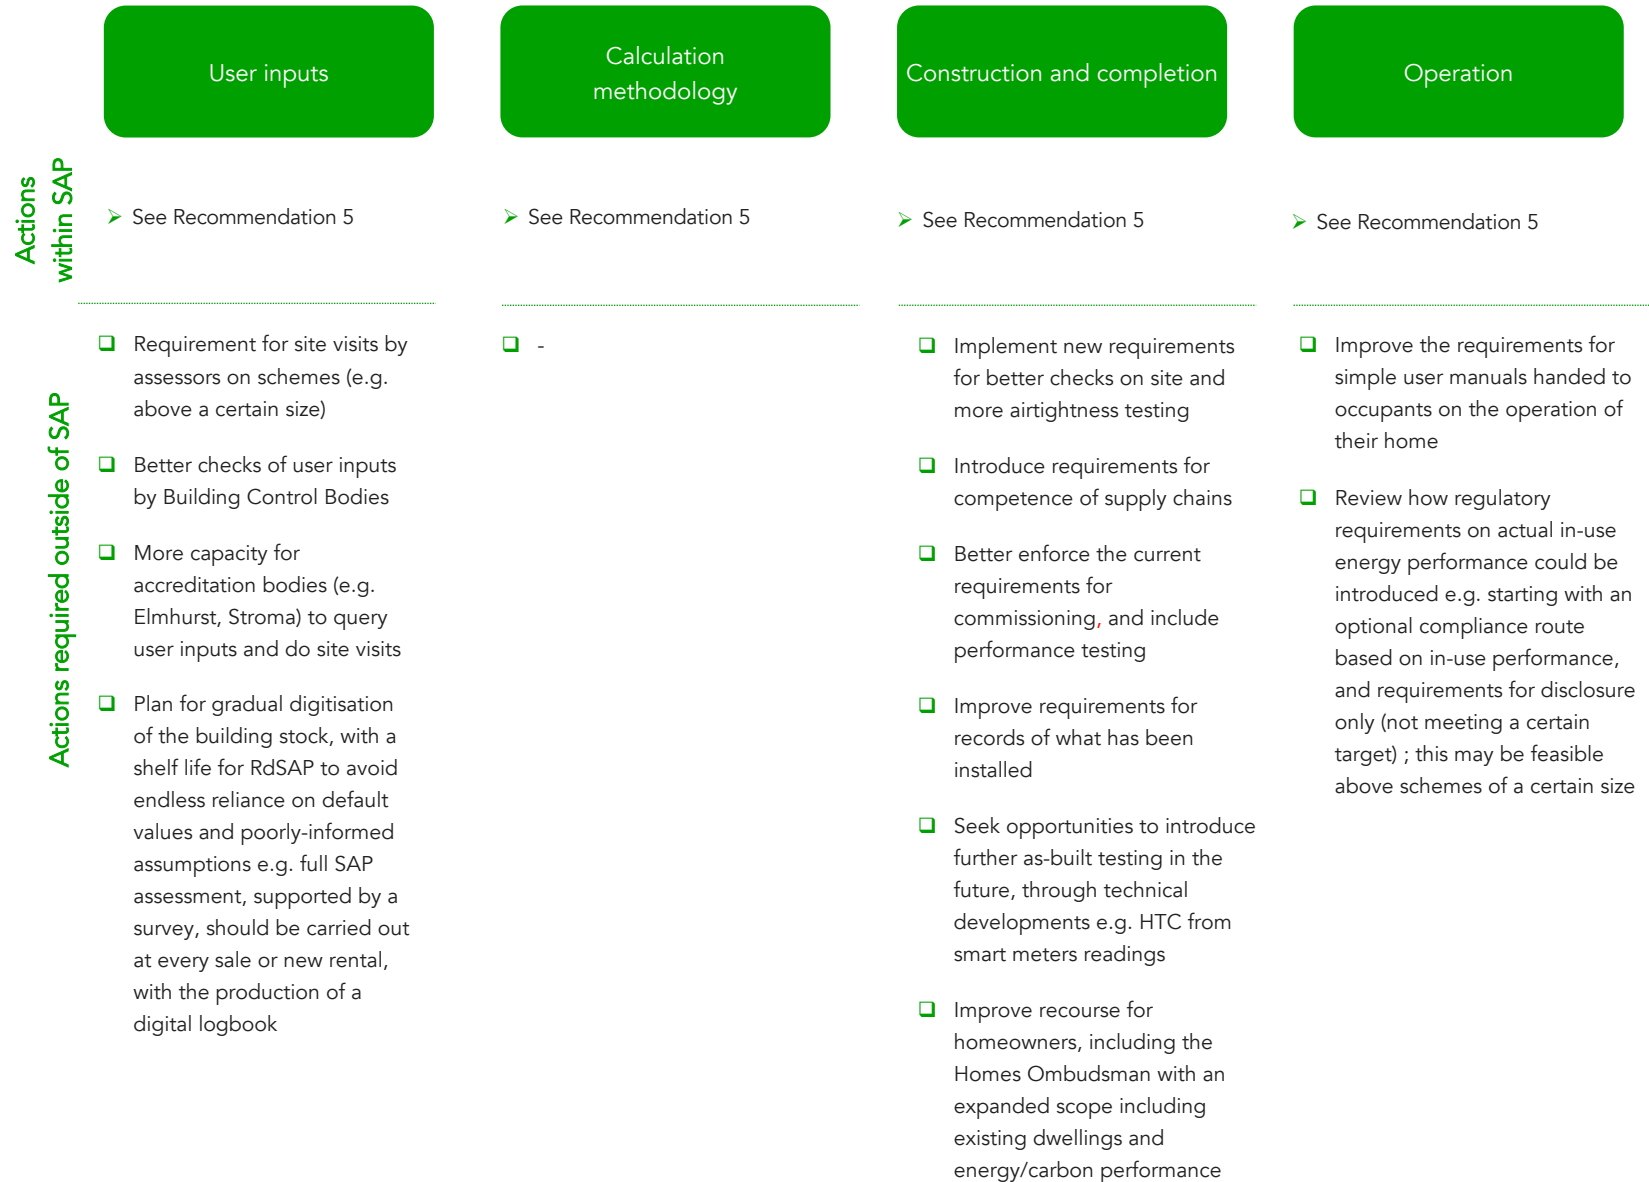 User inputs
Calculation
methodology
Construction and completion
Operation
Actions
within SAP
➢ See Recommendation 5
➢ See Recommendation 5
➢ See Recommendation 5
➢ See Recommendation 5
Actions required outside of SAP
❑ Requirement for site visits by
assessors on schemes (e.g.
above a certain size)
❑ Better checks of user inputs
by Building Control Bodies
❑ More capacity for
accreditation bodies (e.g.
Elmhurst, Stroma) to query
user inputs and do site visits
❑ Plan for gradual digitisation
of the building stock, with a
shelf life for RdSAP to avoid
endless reliance on default
values and poorly-informed
assumptions e.g. full SAP
assessment, supported by a
survey, should be carried out
at every sale or new rental,
with the production of a
digital logbook
❑ -
❑ Implement new requirements
for better checks on site and
more airtightness testing
❑ Introduce requirements for
competence of supply chains
❑ Better enforce the current
requirements for
commissioning, and include
performance testing
❑ Improve requirements for
records of what has been
installed
❑ Seek opportunities to introduce
further as-built testing in the
future, through technical
developments e.g. HTC from
smart meters readings
❑ Improve recourse for
homeowners, including the
Homes Ombudsman with an
expanded scope including
existing dwellings and
energy/carbon performance
❑ Improve the requirements for
simple user manuals handed to
occupants on the operation of
their home
❑ Review how regulatory
requirements on actual in-use
energy performance could be
introduced e.g. starting with an
optional compliance route
based on in-use performance,
and requirements for disclosure
only (not meeting a certain
target) ; this may be feasible
above schemes of a certain size